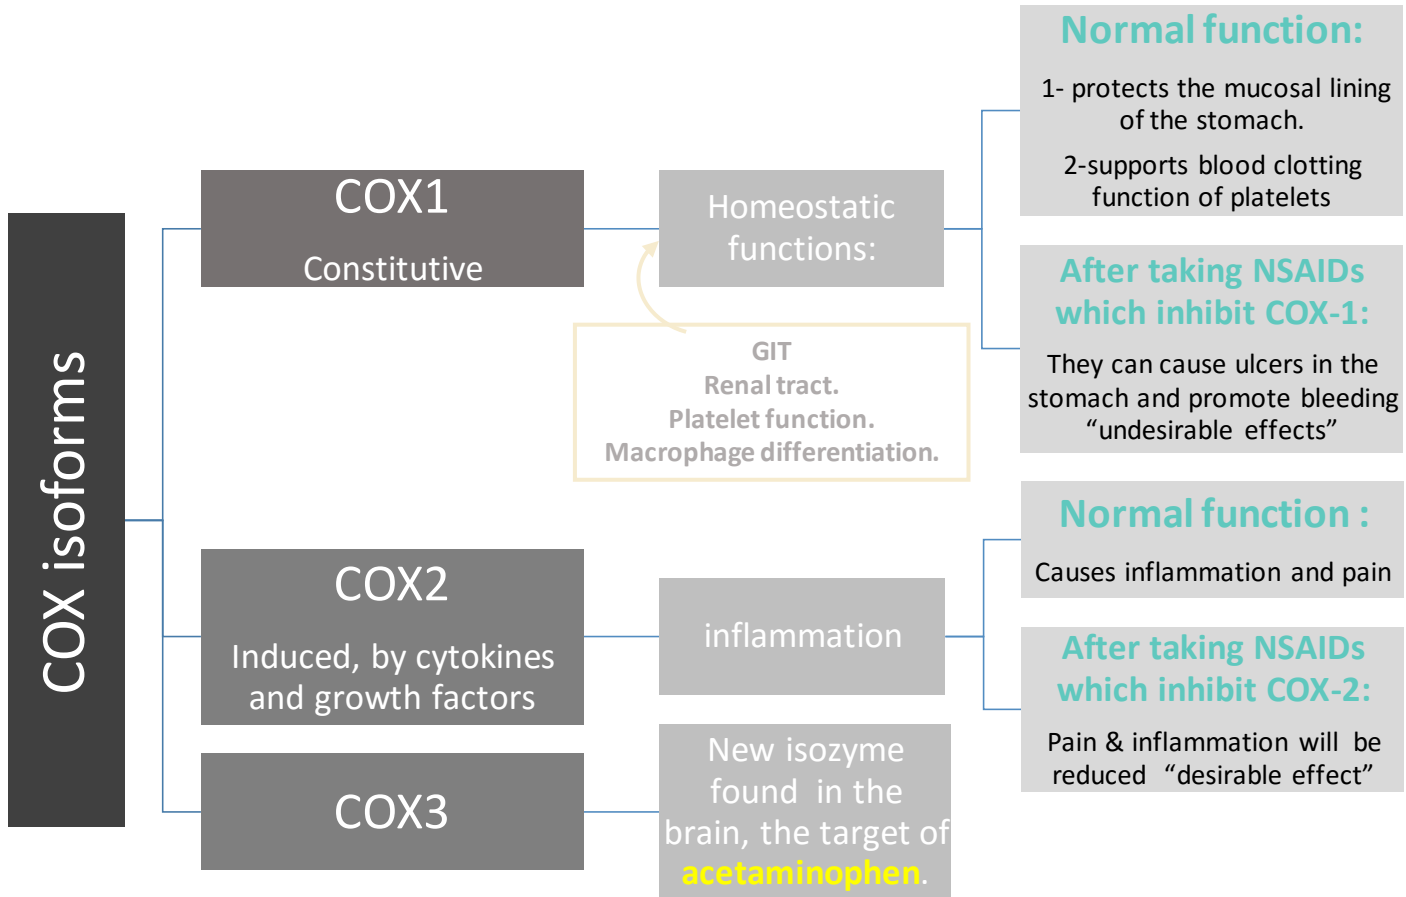 COX isoforms
COX1
Constitutive
Homeostatic
functions:
GIT
Renal tract.
Platelet function.
Macrophage differentiation.
Normal function:
1- protects the mucosal lining
of the stomach.
2-supports blood clotting
function of platelets
After taking NSAIDs
which inhibit COX-1:
They can cause ulcers in the
stomach and promote bleeding
“undesirable effects”
COX2
Induced, by cytokines
and growth factors
inflammation
Normal function :
Causes inflammation and pain
After taking NSAIDs
which inhibit COX-2:
Pain & inflammation will be
reduced “desirable effect”
COX3
New isozyme
found in the
brain, the target of
acetaminophen.